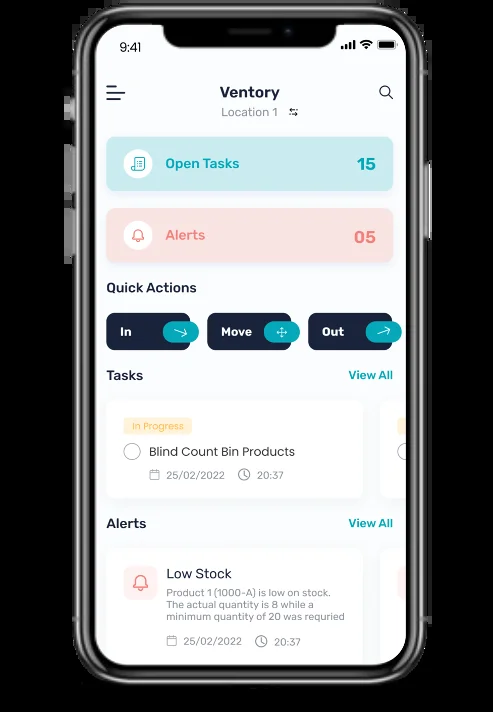 9:41
Ventory
Location 1
Open Tasks 15
Alerts 05
Quick Actions
In Move Out
Tasks View All
In Progress
Blind Count Bin Products
25/02/2022 20:37
Alerts View All
Low Stock
Product 1 (1000-A) is low on stock.
The actual quantity is 8 while a
minimum quantity of 20 was requried
25/02/2022 20:37